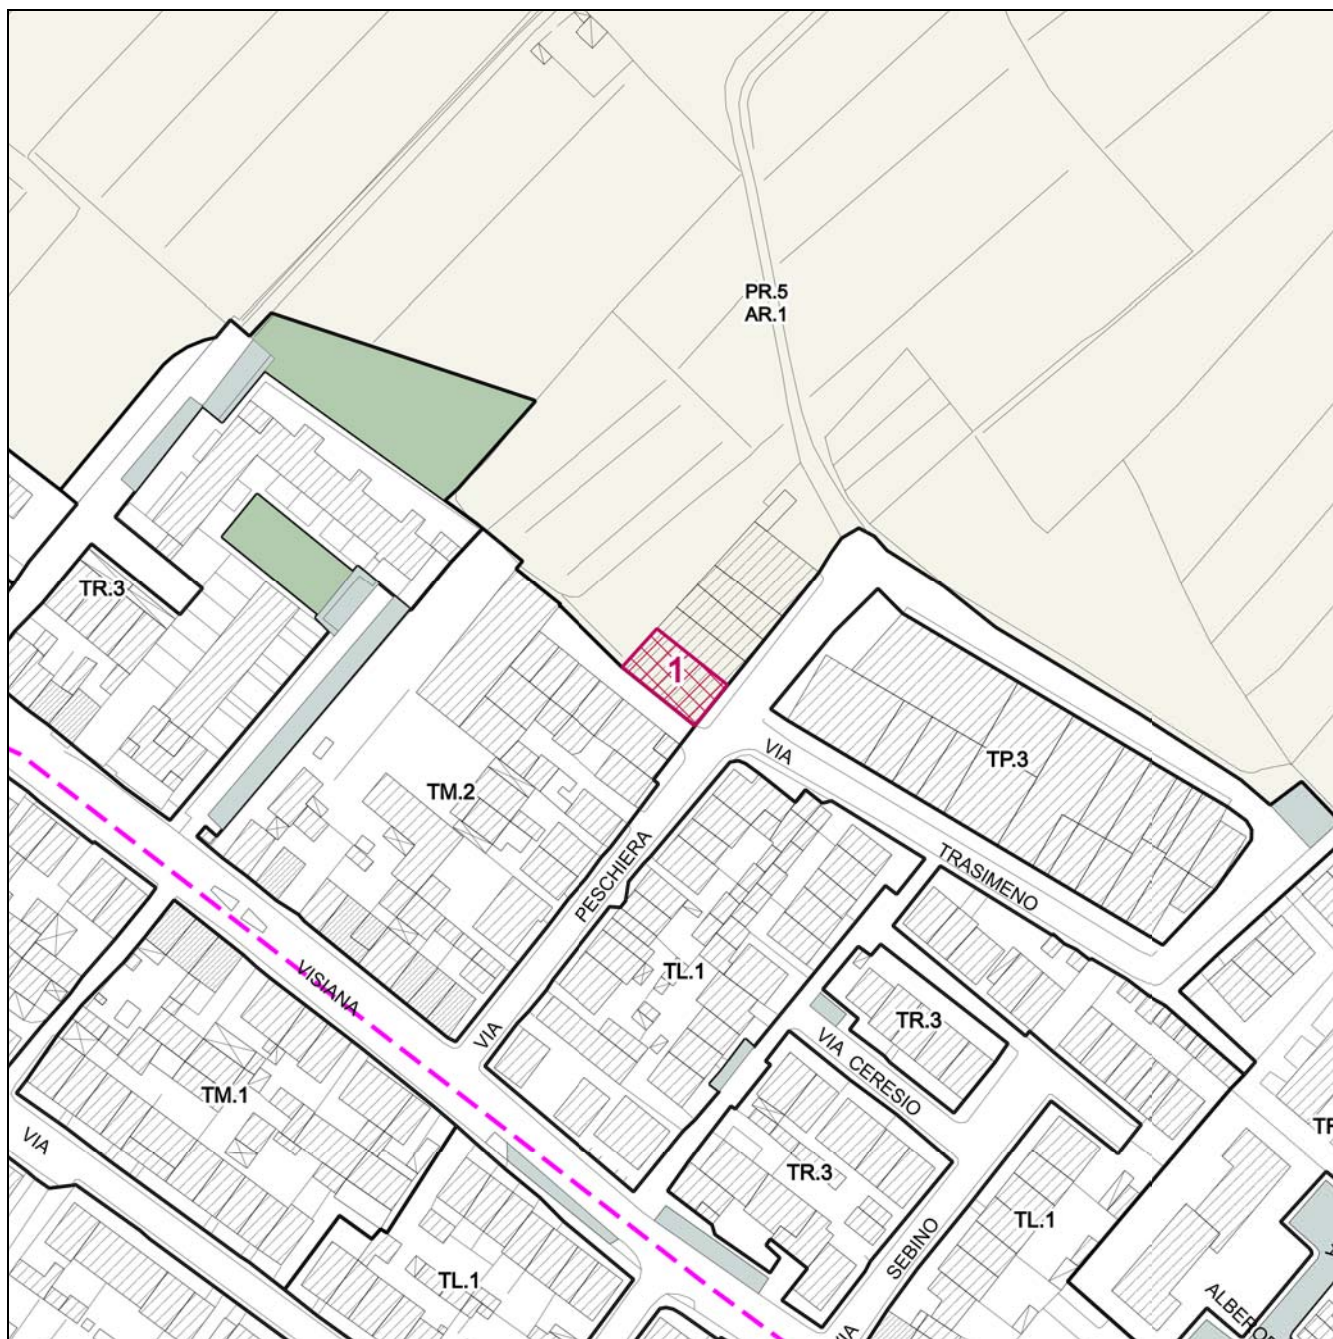 PR.5
AR.1
TR.3
1
VIA
TP.3
TM.2
PESCHIERA
TRASIMENO
VISIANA
TL.1
TR.3
VIA
VIA CERESIO
TM.1
VIA
TR.3
TL.1
SEBINO
TL.1